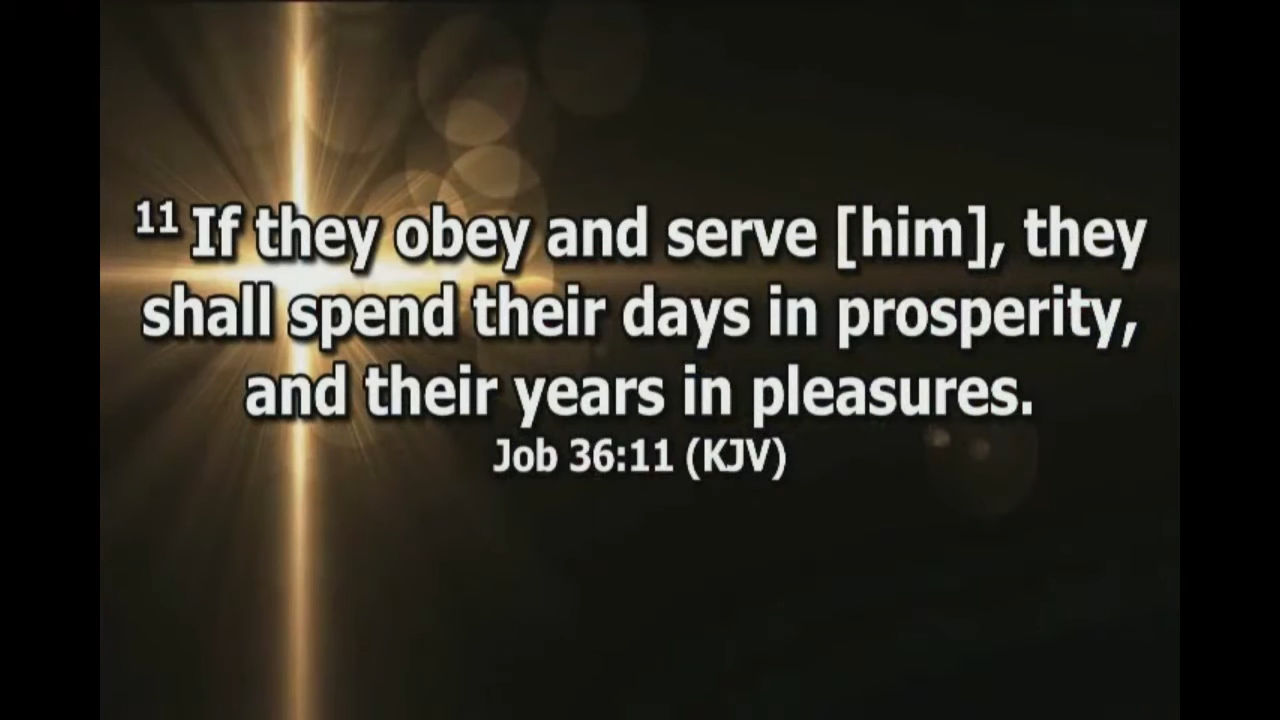 11 If they obey and serve [him], they
shall spend their days in prosperity,
and their years in pleasures.
Job 36:11 (KJV)